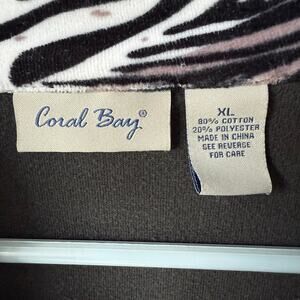 Coral Bay®
XL
80% COTTON
20% POLYESTER
MADE IN CHINA
SEE REVERSE
FOR CARE